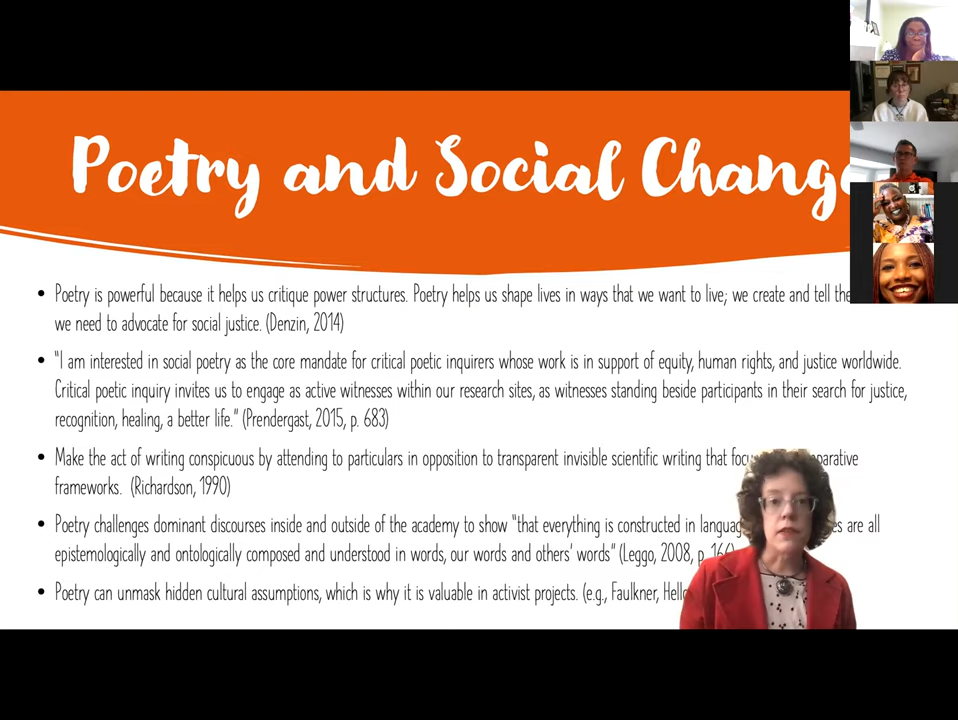 Poetry and Social Change
• Poetry is powerful because it helps us critique power structures. Poetry helps us shape lives in ways that we want to live; we create and tell the
we need to advocate for social justice. (Denzin, 2014)
• "I am interested in social poetry as the core mandate for critical poetic inquirers whose work is in support of equity, human rights, and justice worldwide.
Critical poetic inquiry invites us to engage as active witnesses within our research sites, as witnesses standing beside participants in their search for justice,
recognition, healing, a better life." (Prendergast, 2015, p. 683)
• Make the act of writing conspicuous by attending to particulars in opposition to transparent invisible scientific writing that
frameworks. (Richardson, 1990)
• Poetry challenges dominant discourses inside and outside of the academy to show "that everything is constructed in are all
epistemologically and ontologically composed and understood in words, our words and others' words" (Leggo, 2008, p.
• Poetry can unmask hidden cultural assumptions, which is why it is valuable in activist projects. (e.g., Faulkner,